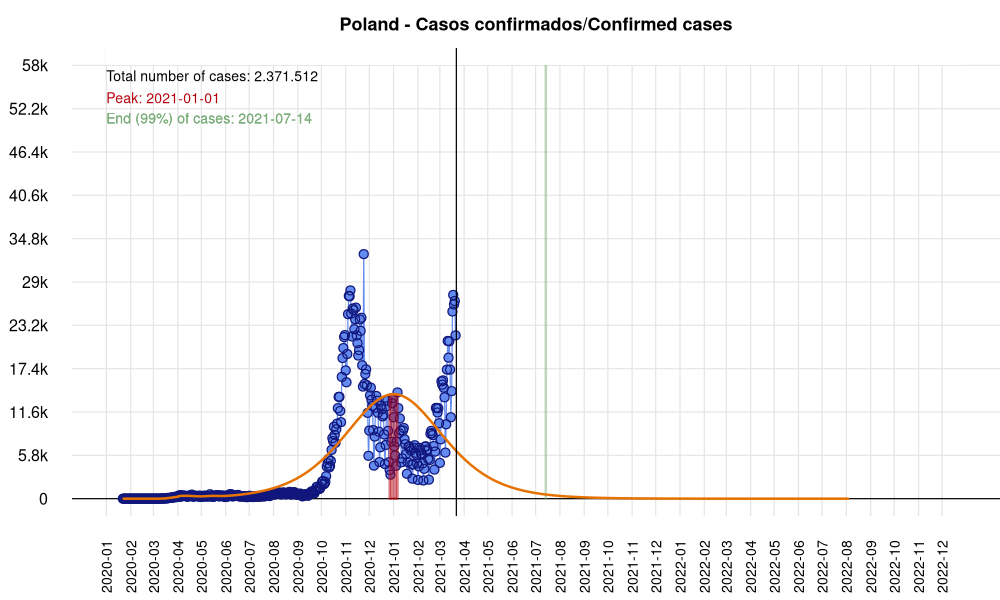 Poland - Casos confirmados/Confirmed cases
Total number of cases: 2.371.512
Peak: 2021-01-01
End (99%) of cases: 2021-07-14
58k
52.2k
46.4k
40.6k
34.8k
29k
23.2k
17.4k
11.6k
5.8k
0
2020-01
2020-02
2020-03
2020-04
2020-05
2020-06
2020-07
2020-08
2020-09
2020-10
2020-11
2020-12
2021-01
2021-02
2021-03
2021-04
2021-05
2021-06
2021-07
2021-08
2021-09
2021-10
2021-11
2021-12
2022-01
2022-02
2022-03
2022-04
2022-05
2022-06
2022-07
2022-08
2022-09
2022-10
2022-11
2022-12